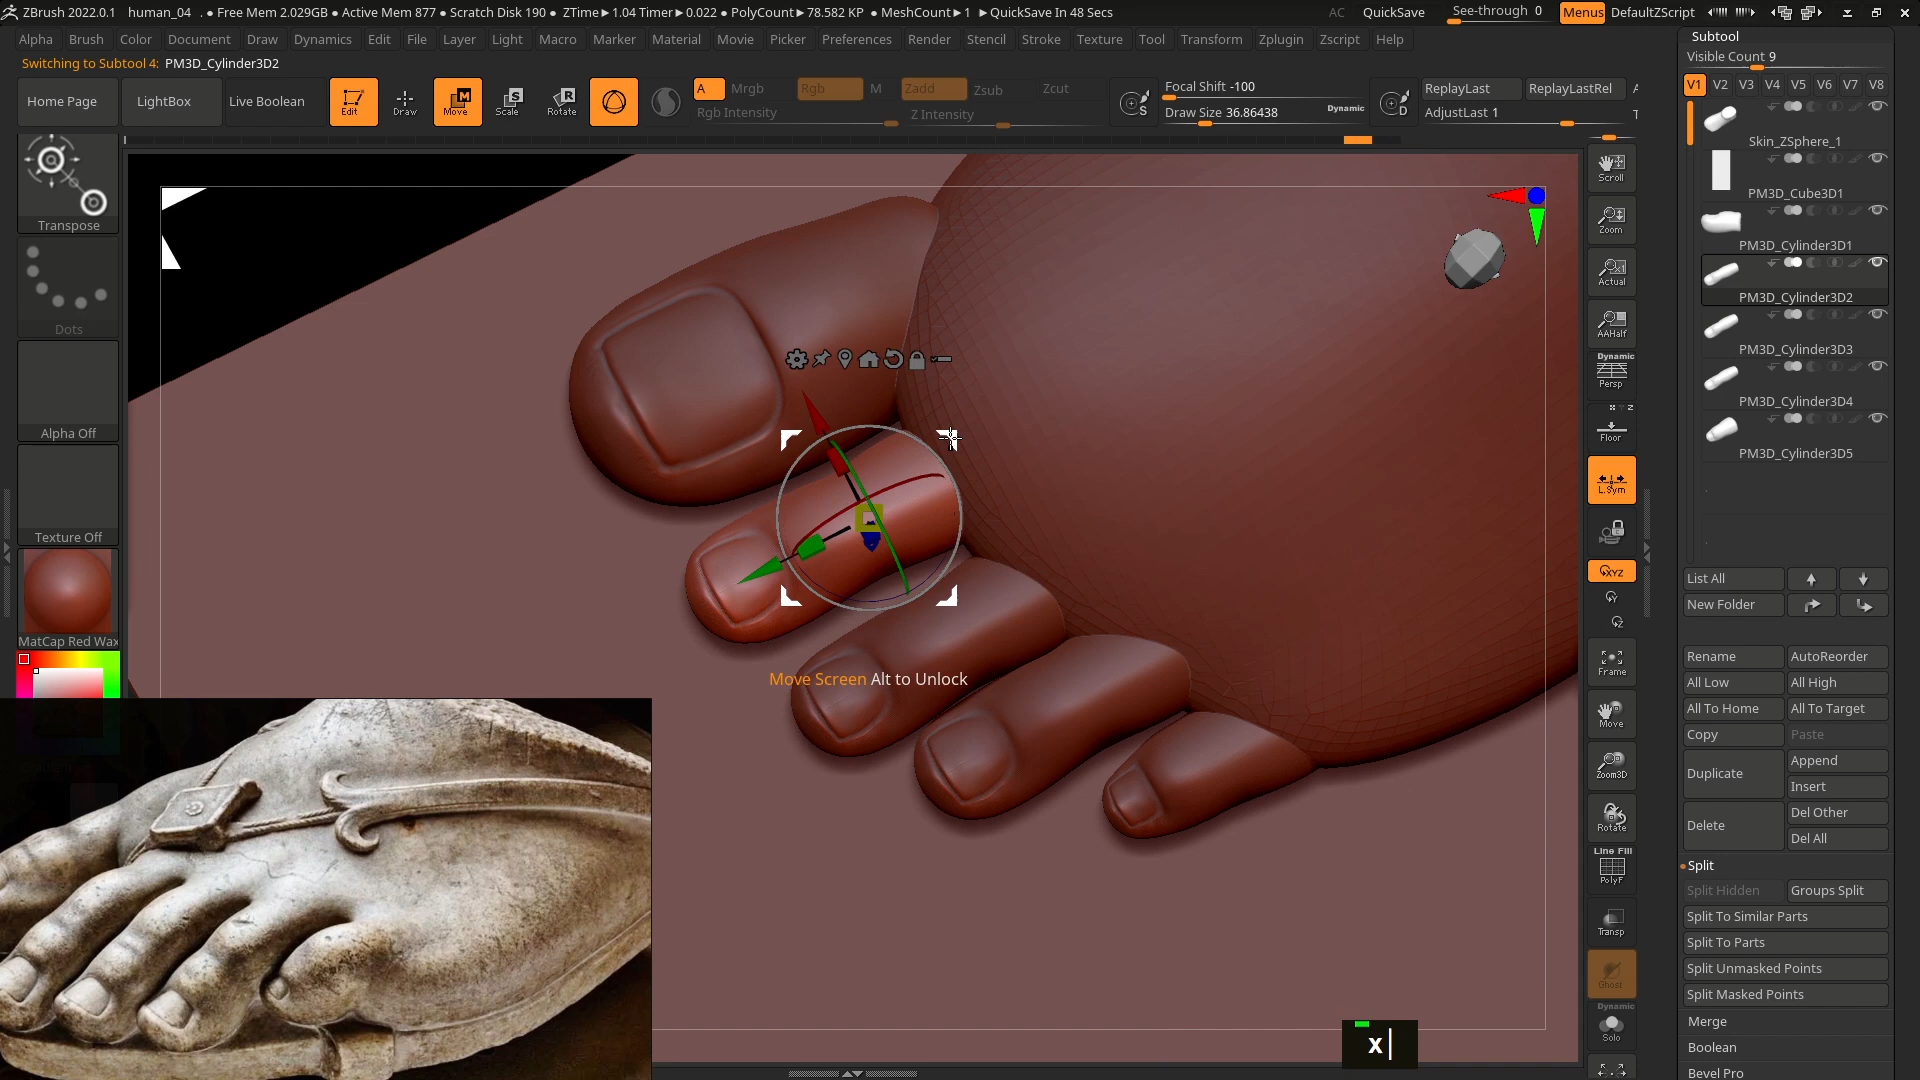 ZBrush 2022.0.1 human_04 . ● Free Mem 2.029GB ● Active Mem 877 ● Scratch Disk 190 ● ZTime►1.04 Timer►0.022 ● PolyCount►78.582 KP ● MeshCount►1 ►QuickSave In 48 Secs AC QuickSave See-through 0 Menus DefaultZScript
Alpha Brush Color Document Draw Dynamics Edit File Layer Light Macro Marker Material Movie Picker Preferences Render Stencil Stroke Texture Tool Transform Zplugin Zscript Help
Switching to Subtool 4: PM3D_Cylinder3D2
Home Page LightBox Live Boolean Edit Draw Move Scale Rotate
A Mrgb Rgb M Zadd Zsub Zcut
Rgb Intensity Z Intensity
S Focal Shift -100
Draw Size 36.86438 Dynamic
D ReplayLast ReplayLastRel A
AdjustLast 1 T
Transpose
Dots
Alpha Off
Texture Off
MatCap Red Wax
Move Screen Alt to Unlock
x
Scroll
Zoom
Actual
AAHalf
Dynamic
Persp
Floor
L.Sym
XYZ
Y
Z
Frame
Move
Zoom3D
Rotate
Line Fill
PolyF
Transp
Ghost
Dynamic
Solo
Subtool
Visible Count 9
V1 V2 V3 V4 V5 V6 V7 V8
Skin_ZSphere_1
PM3D_Cube3D1
PM3D_Cylinder3D1
PM3D_Cylinder3D2
PM3D_Cylinder3D3
PM3D_Cylinder3D4
PM3D_Cylinder3D5
List All
New Folder
Rename AutoReorder
All Low All High
All To Home All To Target
Copy Paste
Duplicate Append
Insert
Delete Del Other
Del All
Split
Split Hidden Groups Split
Split To Similar Parts
Split To Parts
Split Unmasked Points
Split Masked Points
Merge
Boolean
Bevel Pro